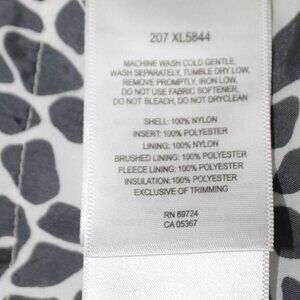 207 XL5844
MACHINE WASH COLD GENTLE,
WASH SEPARATELY, TUMBLE DRY LOW,
REMOVE PROMPTLY, IRON LOW,
DO NOT USE FABRIC SOFTENER,
DO NOT BLEACH, DO NOT DRYCLEAN
SHELL: 100% NYLON
INSERT: 100% POLYESTER
LINING: 100% NYLON
BRUSHED LINING: 100% POLYESTER
FLEECE LINING: 100% POLYESTER
INSULATION: 100% POLYESTER
EXCLUSIVE OF TRIMMING
RN 69724
CA 05367